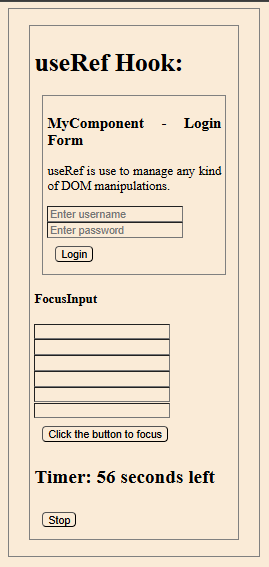 useRef Hook:
MyComponent - Login
Form
useRef is use to manage any kind
of DOM manipulations.
Enter username
Enter password
Login
FocusInput
Click the button to focus
Timer: 56 seconds left
Stop